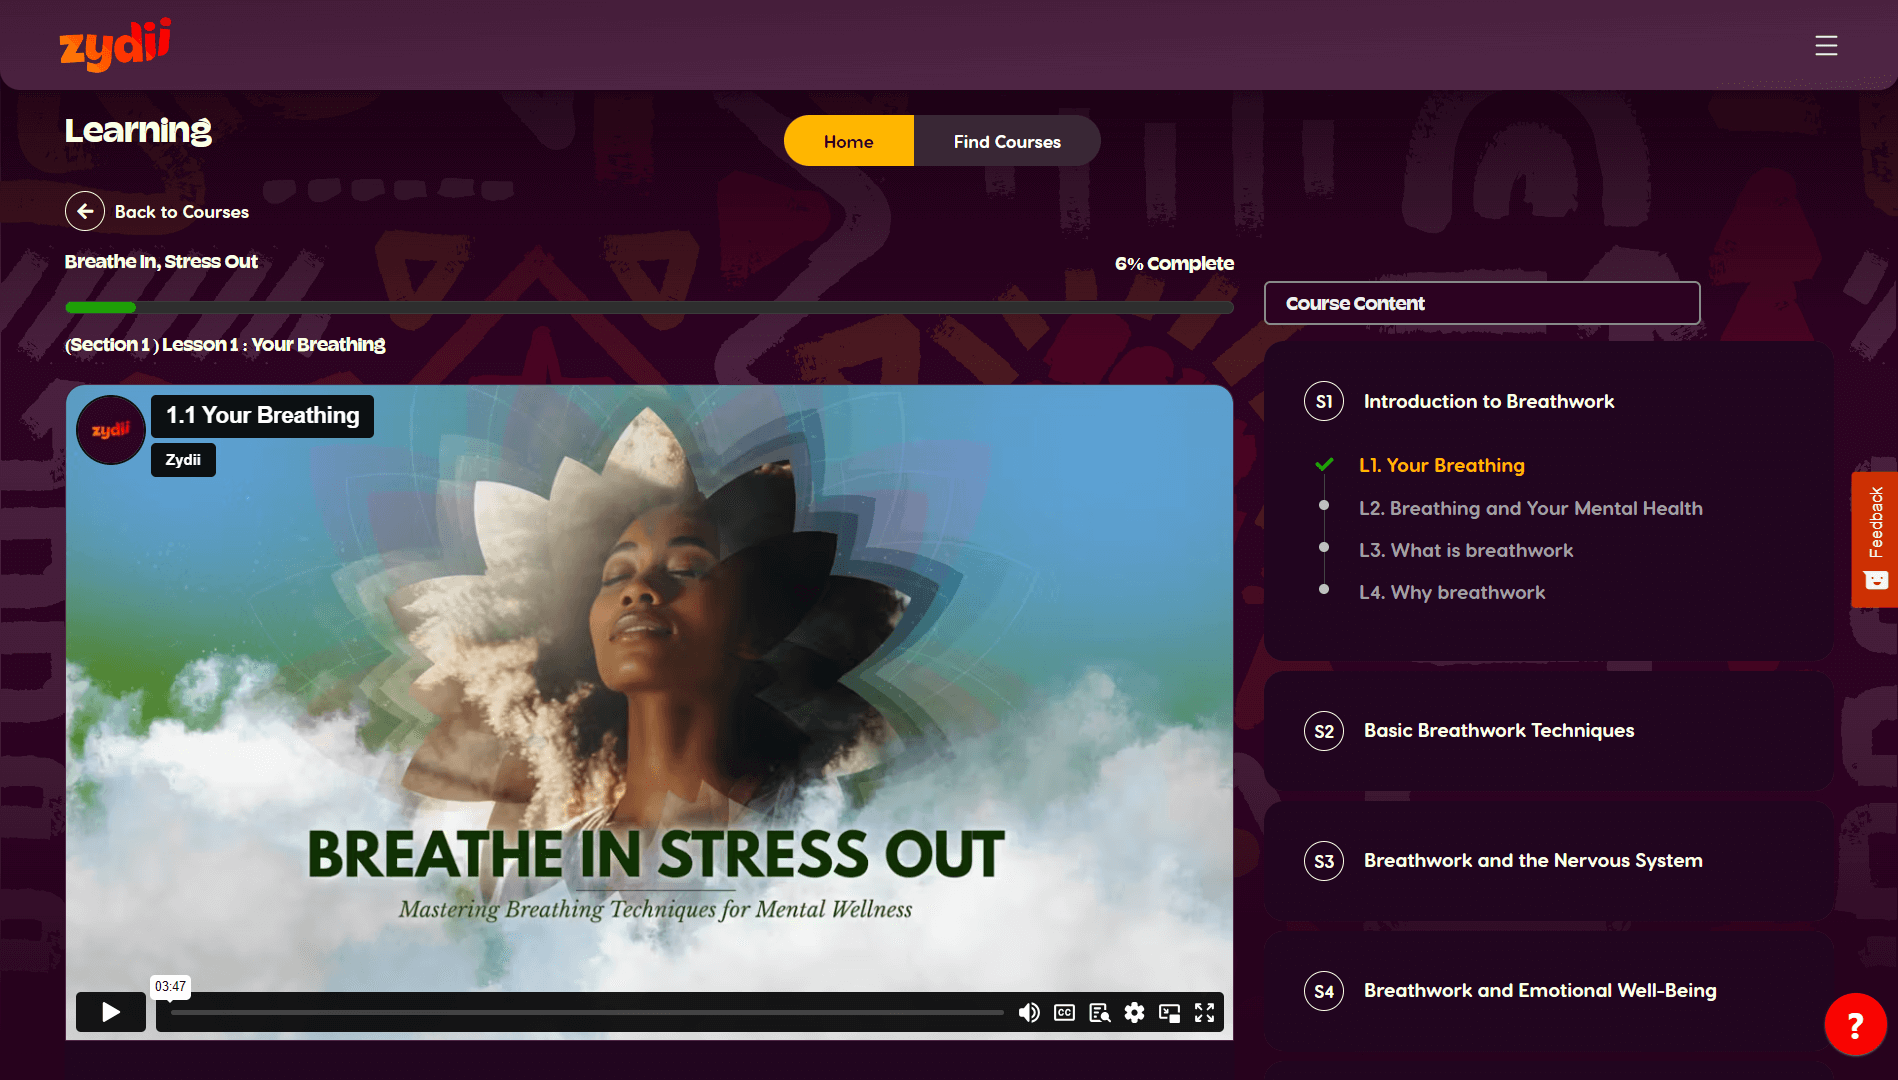 zydii
Learning
Home
Find Courses
Back to Courses
Breathe In, Stress Out
6% Complete
(Section 1 ) Lesson 1 : Your Breathing
zydii
1.1 Your Breathing
Zydii
BREATHE IN STRESS OUT
Mastering Breathing Techniques for Mental Wellness
03:47
CC
Course Content
S1
Introduction to Breathwork
L1. Your Breathing
L2. Breathing and Your Mental Health
L3. What is breathwork
L4. Why breathwork
S2
Basic Breathwork Techniques
S3
Breathwork and the Nervous System
S4
Breathwork and Emotional Well-Being
Feedback
?